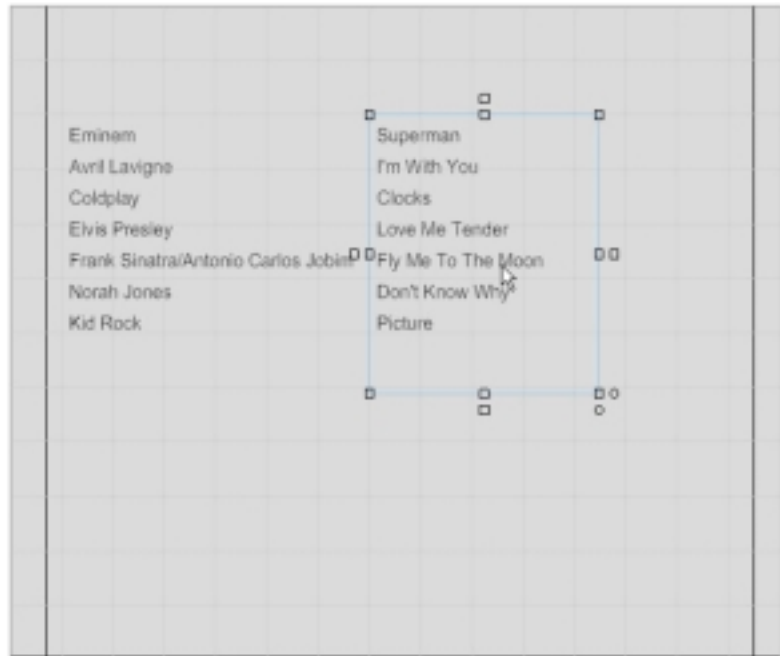 Eminem
Avril Lavigne
Coldplay
Elvis Presley
Frank Sinatra/Antonio Carlos Jobim
Norah Jones
Kid Rock
Superman
I'm With You
Clocks
Love Me Tender
Fly Me To The Moon
Don't Know Why
Picture